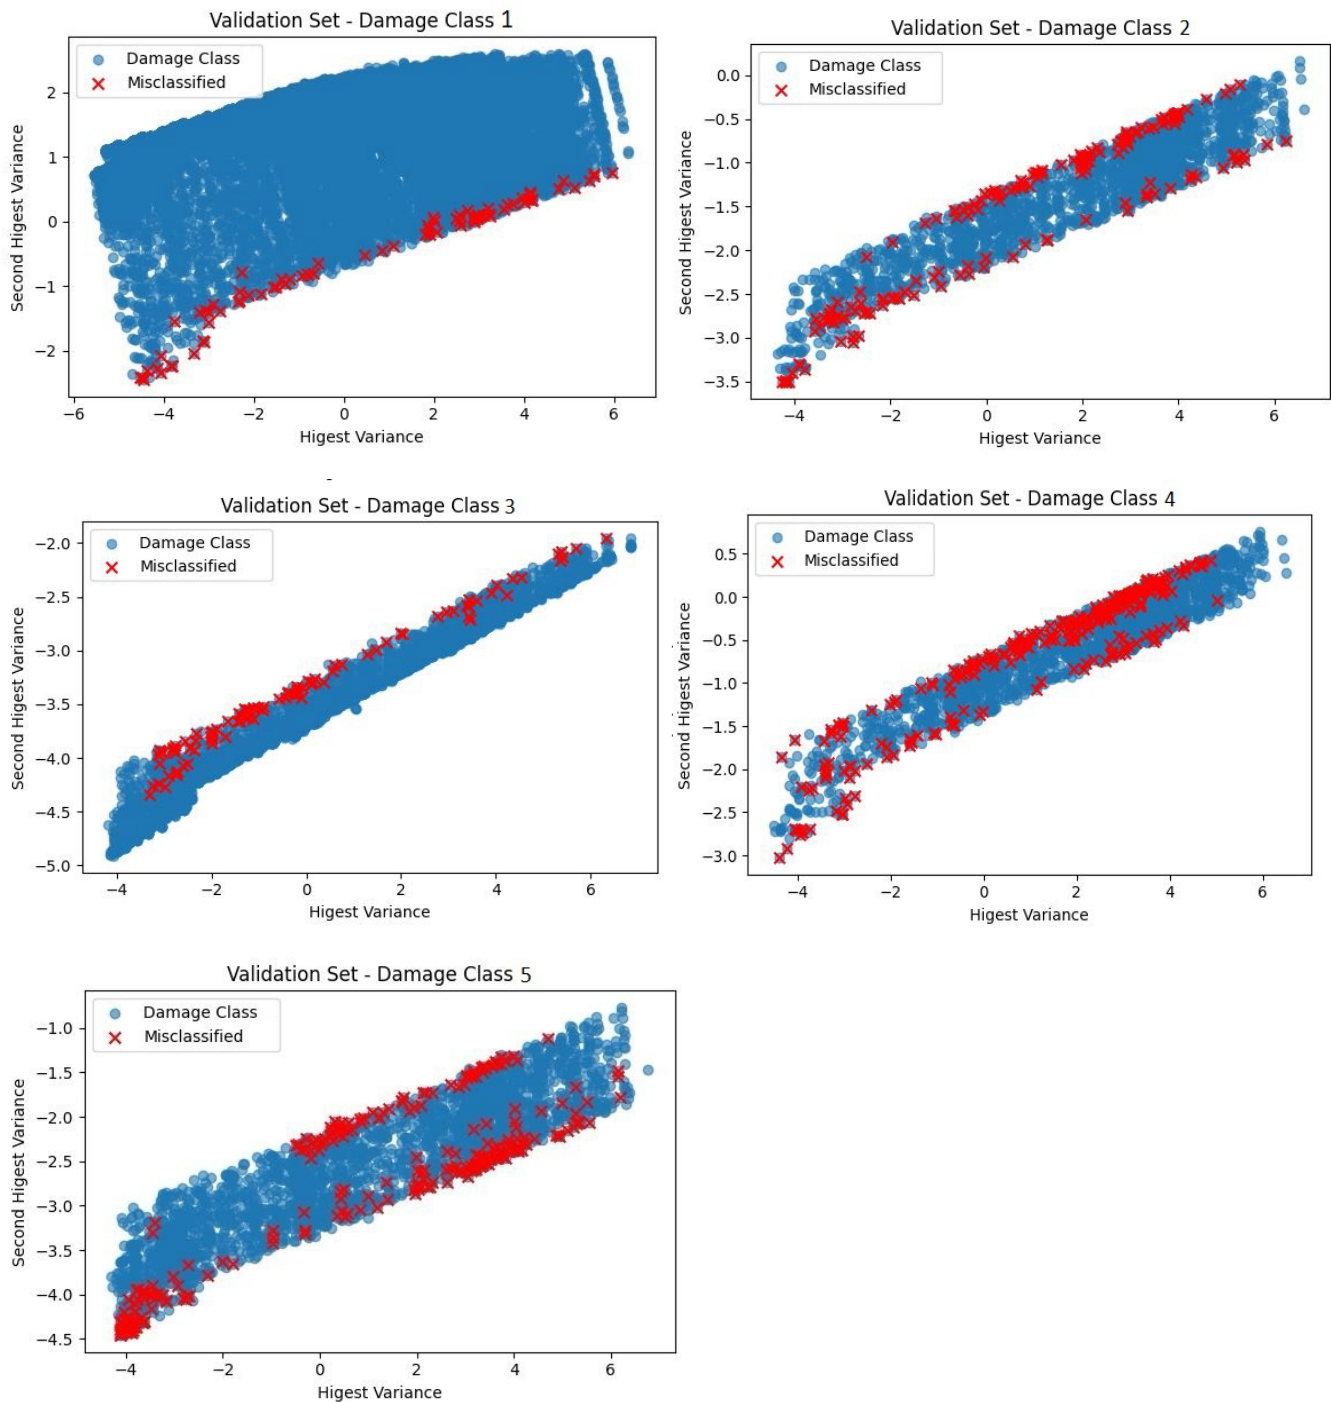 Validation Set - Damage Class 1
Damage Class
Misclassified
2
1
0
−1
−2
Second Higest Variance
−6 −4 −2 0 2 4 6
Higest Variance
Validation Set - Damage Class 2
Damage Class
Misclassified
0.0
−0.5
−1.0
−1.5
−2.0
−2.5
−3.0
−3.5
Second Higest Variance
−4 −2 0 2 4 6
Higest Variance
Validation Set - Damage Class 3
Damage Class
Misclassified
−2.0
−2.5
−3.0
−3.5
−4.0
−4.5
−5.0
Second Higest Variance
−4 −2 0 2 4 6
Higest Variance
Validation Set - Damage Class 4
Damage Class
Misclassified
0.5
0.0
−0.5
−1.0
−1.5
−2.0
−2.5
−3.0
Second Higest Variance
−4 −2 0 2 4 6
Higest Variance
Validation Set - Damage Class 5
Damage Class
Misclassified
−1.0
−1.5
−2.0
−2.5
−3.0
−3.5
−4.0
−4.5
Second Higest Variance
−4 −2 0 2 4 6
Higest Variance